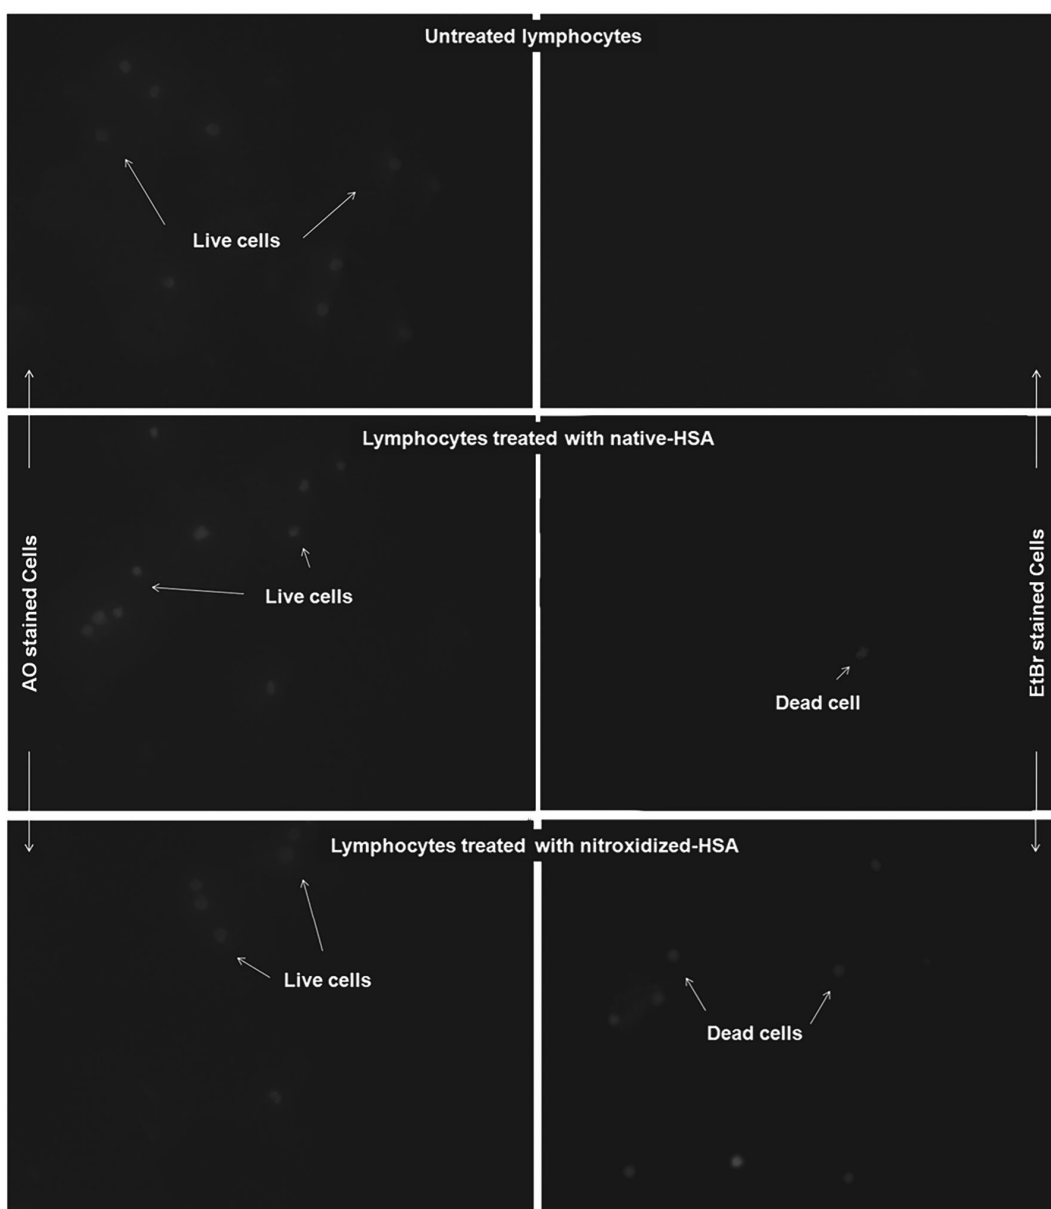 Untreated lymphocytes
Live cells
Lymphocytes treated with native-HSA
AO stained Cells
EtBr stained Cells
Live cells
Dead cell
Lymphocytes treated with nitroxidized-HSA
Live cells
Dead cells